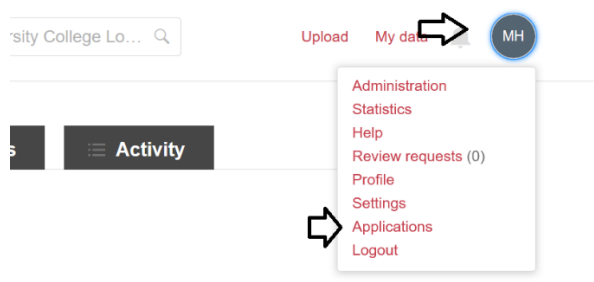 rsity College Lo...
Upload
My data
MH
Administration
Statistics
Help
Review requests (0)
Profile
Settings
Applications
Logout
s
Activity